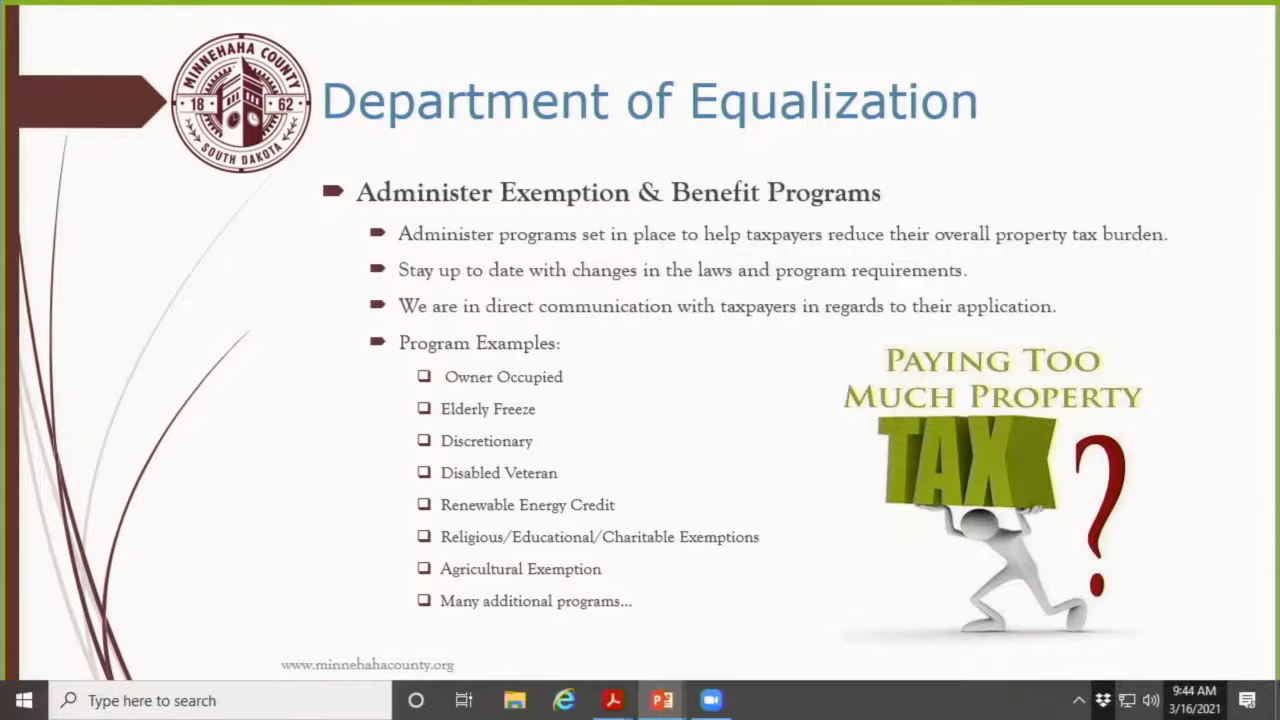 MINNEHAHA COUNTY
18 62
SOUTH DAKOTA
Department of Equalization
Administer Exemption & Benefit Programs
Administer programs set in place to help taxpayers reduce their overall property tax burden.
Stay up to date with changes in the laws and program requirements.
We are in direct communication with taxpayers in regards to their application.
Program Examples:
Owner Occupied
Elderly Freeze
Discretionary
Disabled Veteran
Renewable Energy Credit
Religious/Educational/Charitable Exemptions
Agricultural Exemption
Many additional programs...
PAYING TOO
MUCH PROPERTY
TAX
?
www.minnehahacounty.org
Type here to search
9:44 AM
3/16/2021